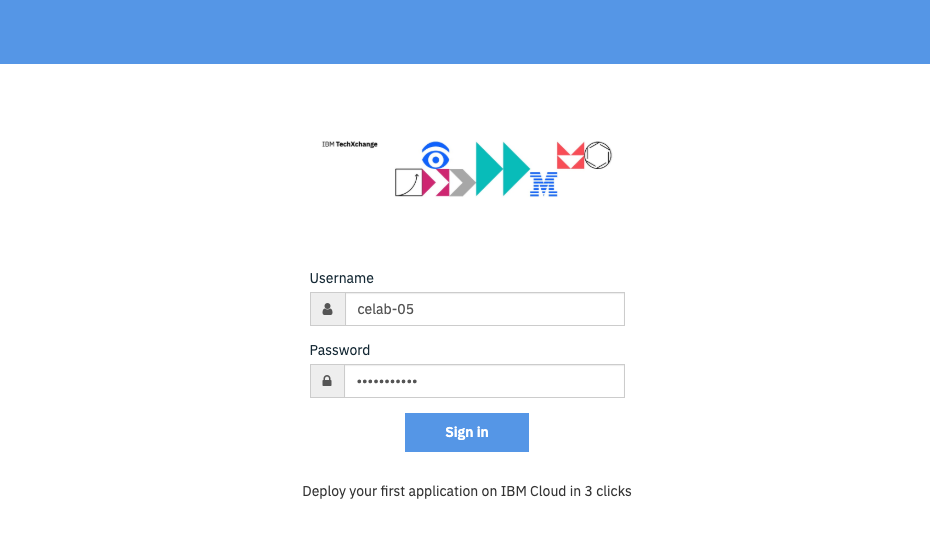 IBM TechXchange
Username
celab-05
Password
•••••••••••
Sign in
Deploy your first application on IBM Cloud in 3 clicks